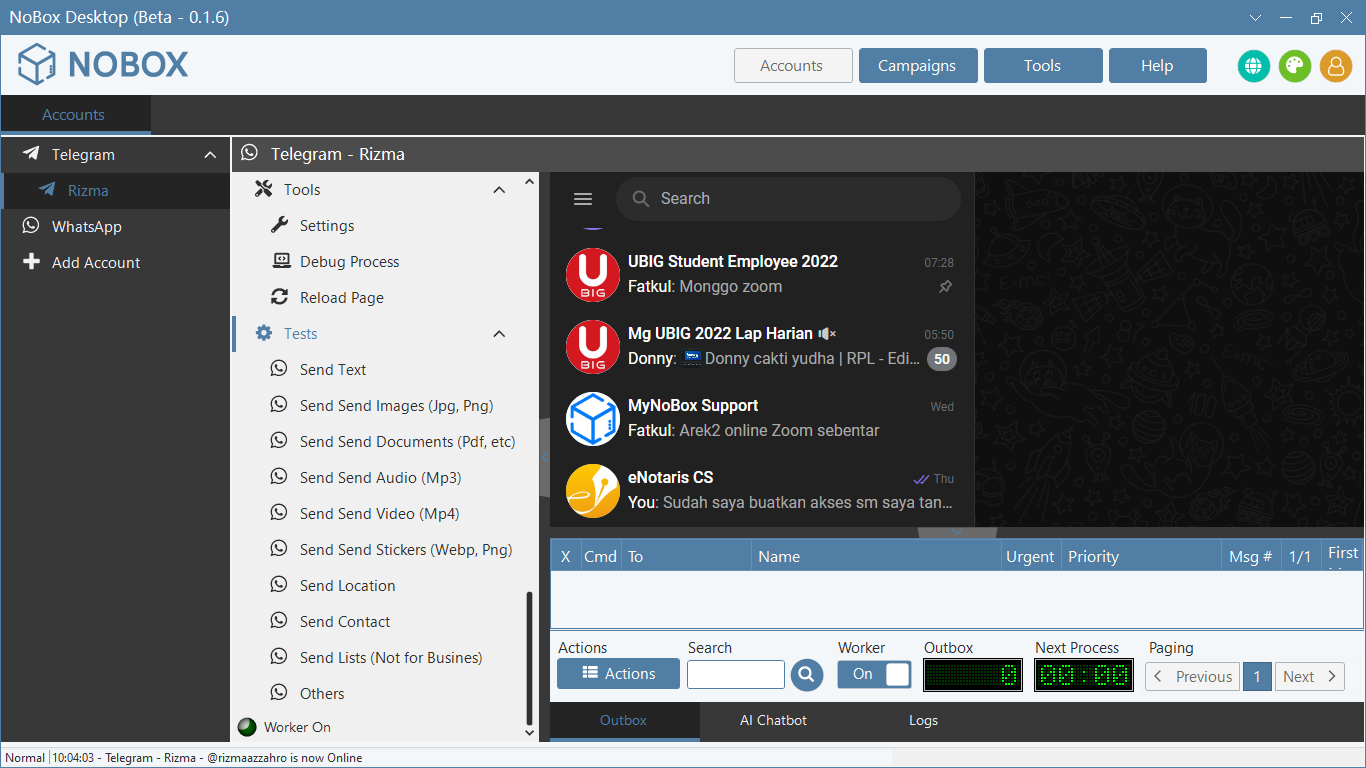 NoBox Desktop (Beta - 0.1.6)
NOBOX
Accounts
Campaigns
Tools
Help
Accounts
Telegram
Rizma
WhatsApp
Add Account
Telegram - Rizma
Tools
Settings
Debug Process
Reload Page
Tests
Send Text
Send Send Images (Jpg, Png)
Send Send Documents (Pdf, etc)
Send Send Audio (Mp3)
Send Send Video (Mp4)
Send Send Stickers (Webp, Png)
Send Location
Send Contact
Send Lists (Not for Busines)
Others
Worker On
Search
U BIG
UBIG Student Employee 2022 07:28
Fatkul: Monggo zoom
U BIG
Mg UBIG 2022 Lap Harian 05:50
Donny: Donny cakti yudha | RPL - Edi... 50
MyNoBox Support Wed
Fatkul: Arek2 online Zoom sebentar
eNotaris CS Thu
You: Sudah saya buatkan akses sm saya tan...
X Cmd To Name Urgent Priority Msg # 1/1 First
Actions Search Worker Outbox Next Process Paging
Actions On 0 00:00 Previous 1 Next
Outbox AI Chatbot Logs
Normal 10:04:03 - Telegram - Rizma - @rizmaazzahro is now Online